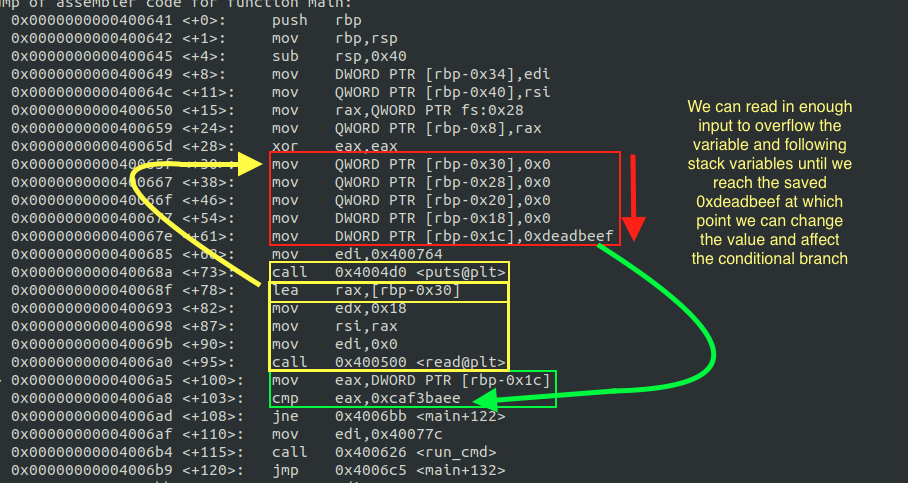 mp of assembler code for function main:
0x0000000000400641 <+0>: push rbp
0x0000000000400642 <+1>: mov rbp,rsp
0x0000000000400645 <+4>: sub rsp,0x40
0x0000000000400649 <+8>: mov DWORD PTR [rbp-0x34],edi
0x000000000040064c <+11>: mov QWORD PTR [rbp-0x40],rsi
0x0000000000400650 <+15>: mov rax,QWORD PTR fs:0x28
0x0000000000400659 <+24>: mov QWORD PTR [rbp-0x8],rax
0x000000000040065d <+28>: xor eax,eax
0x000000000040065f <+30>: mov QWORD PTR [rbp-0x30],0x0
0x0000000000400667 <+38>: mov QWORD PTR [rbp-0x28],0x0
0x000000000040066f <+46>: mov QWORD PTR [rbp-0x20],0x0
0x0000000000400677 <+54>: mov DWORD PTR [rbp-0x18],0x0
0x000000000040067e <+61>: mov DWORD PTR [rbp-0x1c],0xdeadbeef
0x0000000000400685 <+68>: mov edi,0x400764
0x000000000040068a <+73>: call 0x4004d0 <puts@plt>
0x000000000040068f <+78>: lea rax,[rbp-0x30]
0x0000000000400693 <+82>: mov edx,0x18
0x0000000000400698 <+87>: mov rsi,rax
0x000000000040069b <+90>: mov edi,0x0
0x00000000004006a0 <+95>: call 0x400500 <read@plt>
0x00000000004006a5 <+100>: mov eax,DWORD PTR [rbp-0x1c]
0x00000000004006a8 <+103>: cmp eax,0xcaf3baee
0x00000000004006ad <+108>: jne 0x4006bb <main+122>
0x00000000004006af <+110>: mov edi,0x40077c
0x00000000004006b4 <+115>: call 0x400626 <run_cmd>
0x00000000004006b9 <+120>: jmp 0x4006c5 <main+132>
We can read in enough
input to overflow the
variable and following
stack variables until we
reach the saved
0xdeadbeef at which
point we can change
the value and affect
the conditional branch